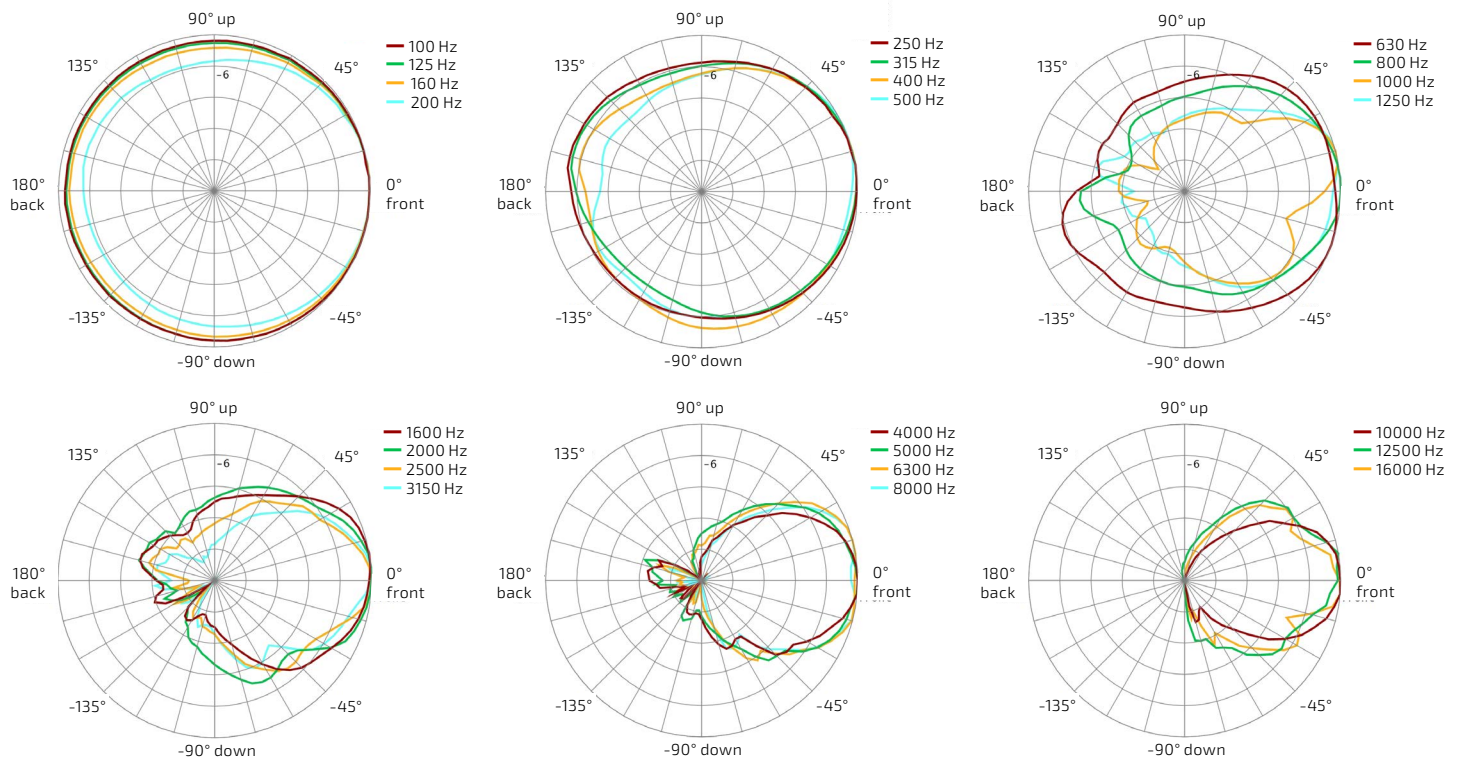 90° up
135°
45°
-6
180°
back
0°
front
-135°
-45°
-90° down
100 Hz
125 Hz
160 Hz
200 Hz
90° up
135°
45°
-6
180°
back
0°
front
-135°
-45°
-90° down
250 Hz
315 Hz
400 Hz
500 Hz
90° up
135°
45°
-6
180°
back
0°
front
-135°
-45°
-90° down
630 Hz
800 Hz
1000 Hz
1250 Hz
90° up
135°
45°
-6
180°
back
0°
front
-135°
-45°
-90° down
1600 Hz
2000 Hz
2500 Hz
3150 Hz
90° up
135°
45°
-6
180°
back
0°
front
-135°
-45°
-90° down
4000 Hz
5000 Hz
6300 Hz
8000 Hz
90° up
135°
45°
-6
180°
back
0°
front
-135°
-45°
-90° down
10000 Hz
12500 Hz
16000 Hz